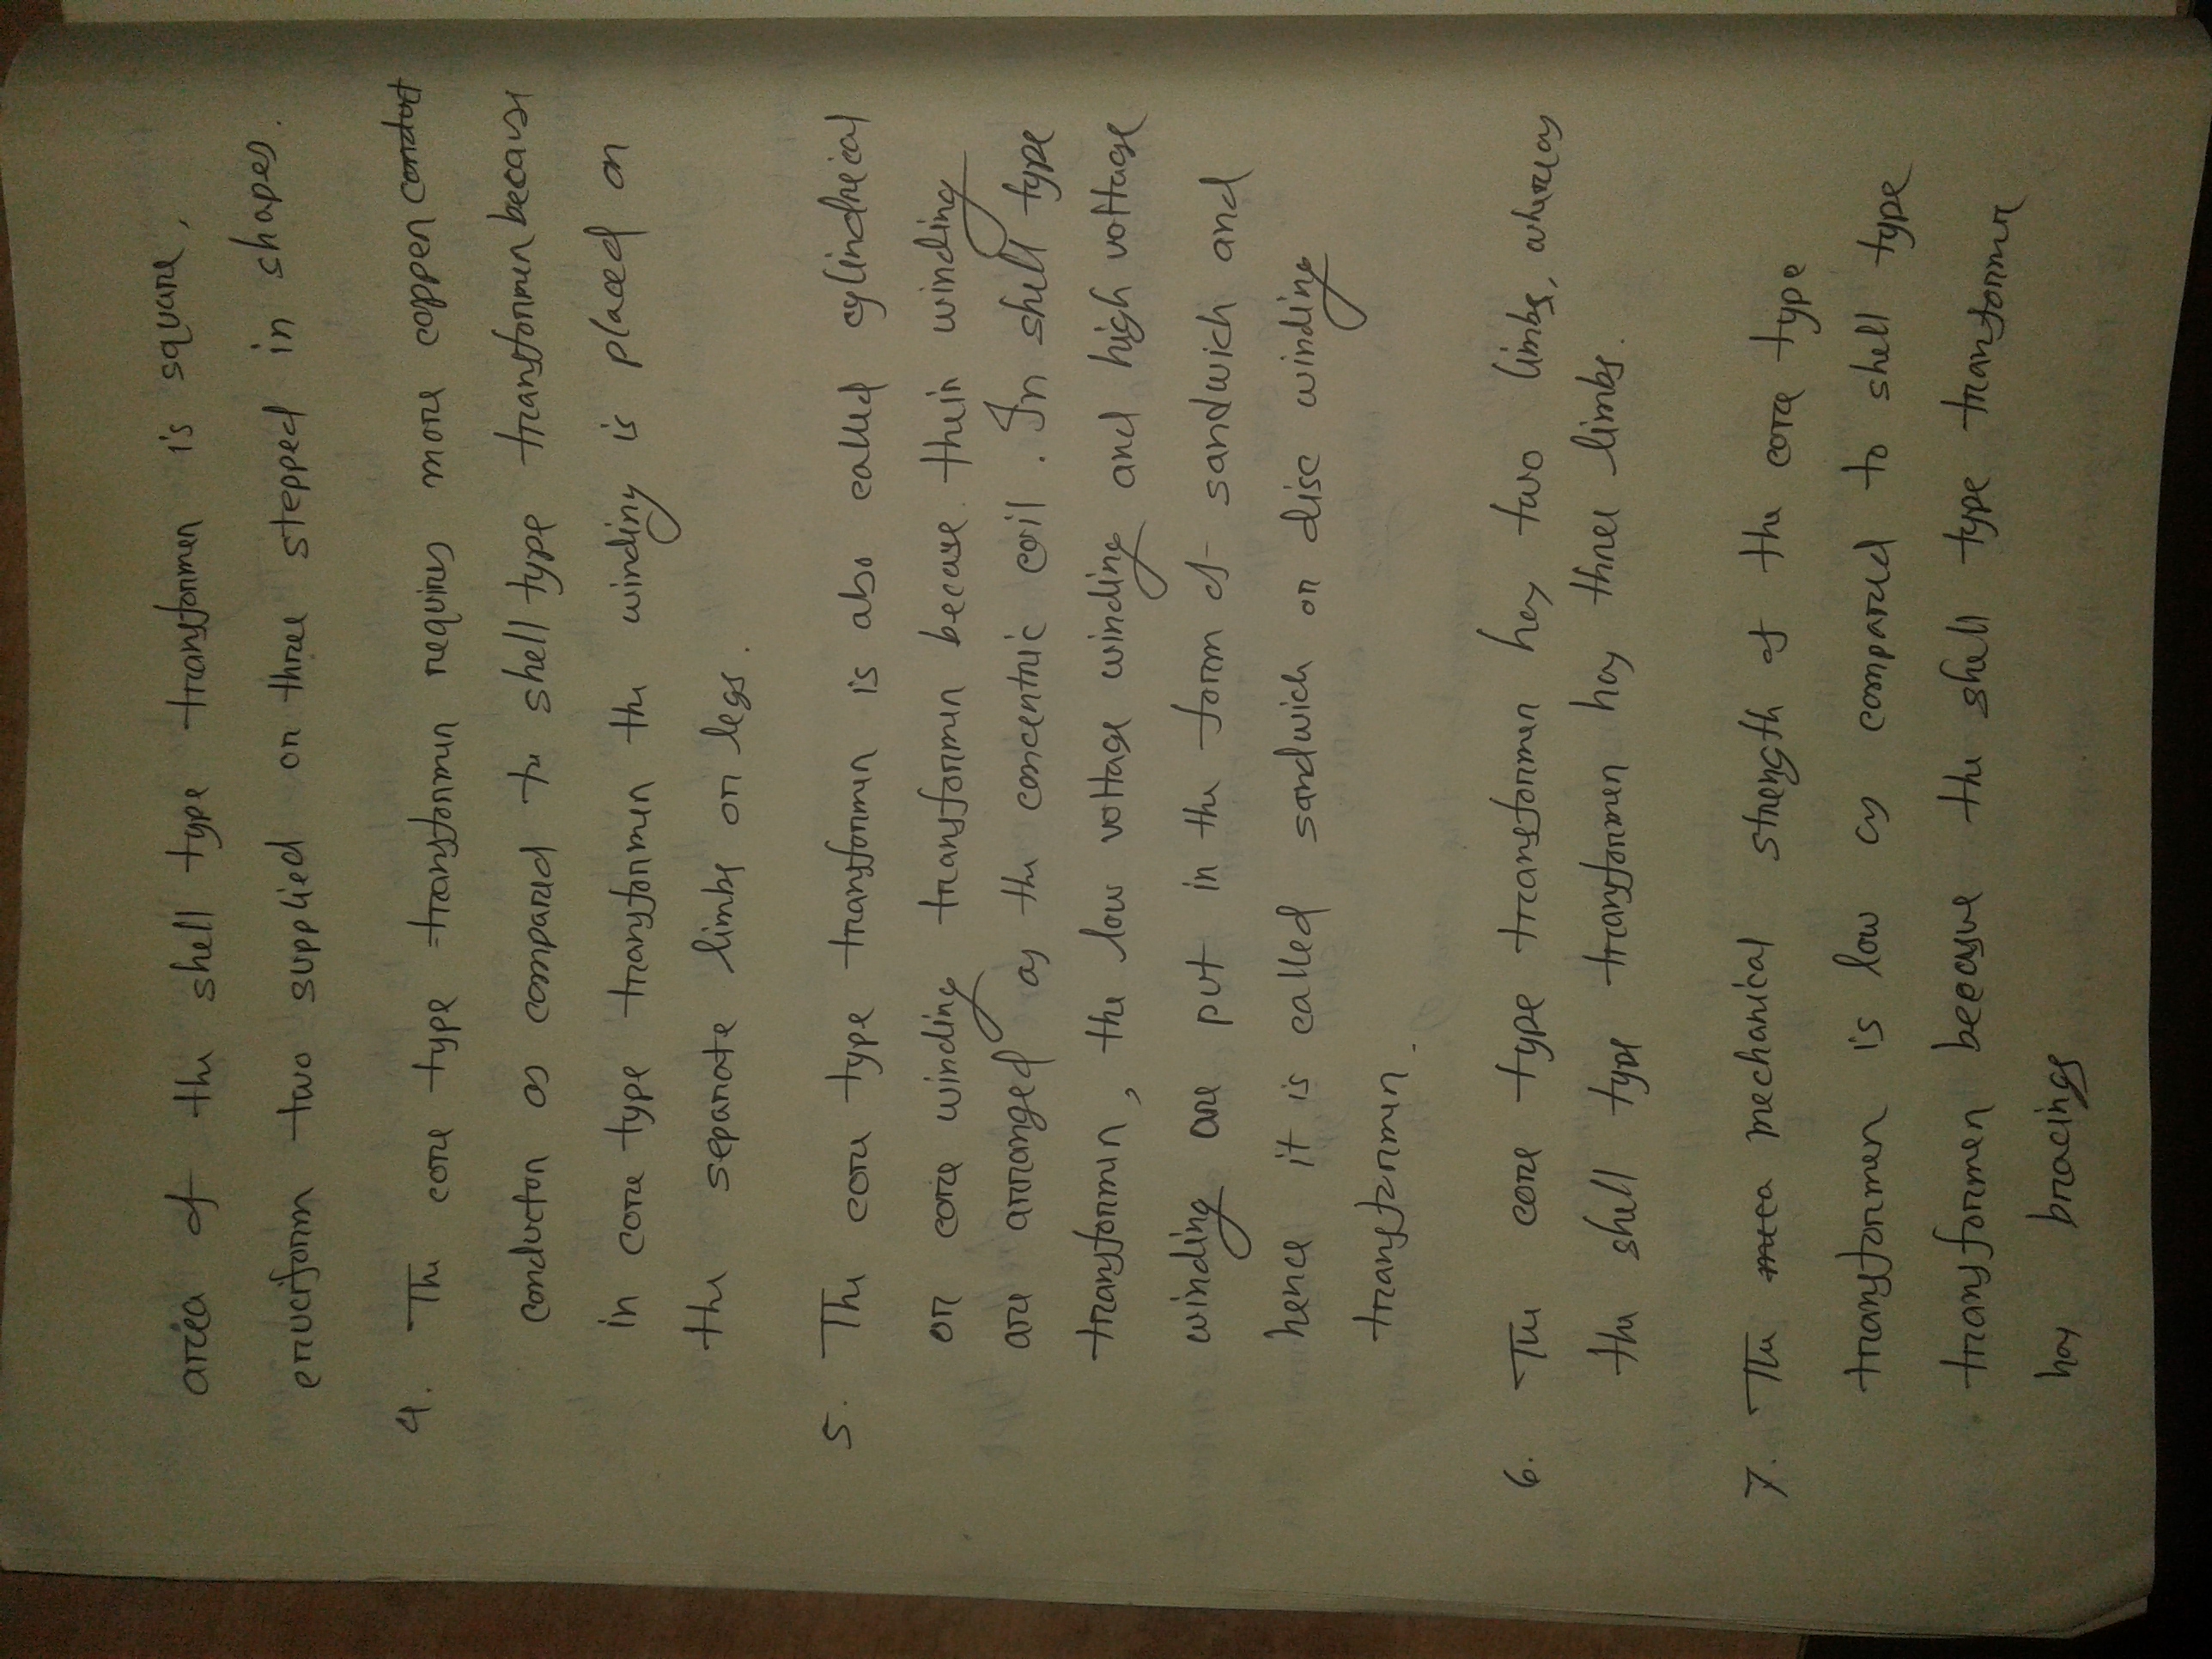 area of the shell type transformer is square,
cruciform two supplied or three stepped in shapes.
4. The core type transformer requires more copper conduct
conductor as compared to shell type transformer because
in core type transformer the winding is placed on
the separate limbs or legs.
5. The core type transformer is also called cylindrical
or core winding transformer because their winding
are arranged as the concentric coil. In shell type
transformer, the low voltage winding and high voltage
winding are put in the form of sandwich and
hence it is called sandwich or disc winding
transformer.
6. The core type transformer has two limbs, whereas
the shell type transformer has three limbs.
7. The meca mechanical strength of the core type
transformer is low as compared to shell type
transformer because the shell type transformer
has bracings